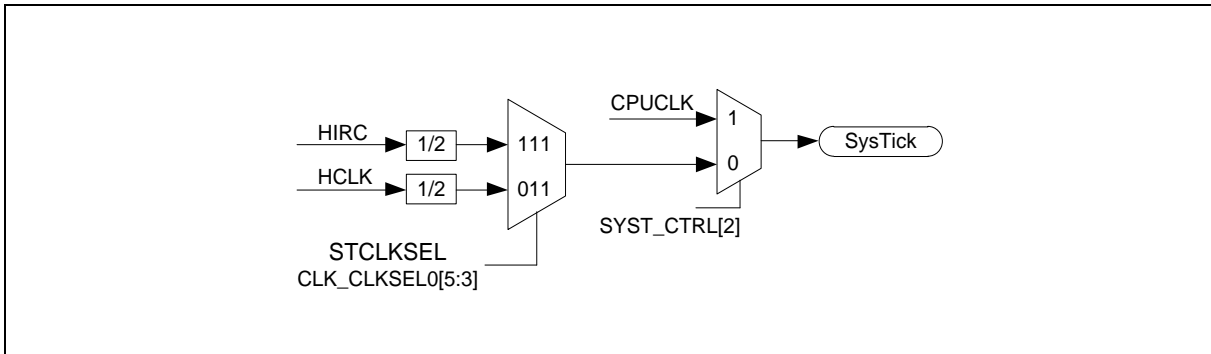 CPUCLK
1
HIRC
1/2
111
SysTick
0
HCLK
1/2
011
SYST_CTRL[2]
STCLKSEL
CLK_CLKSEL0[5:3]